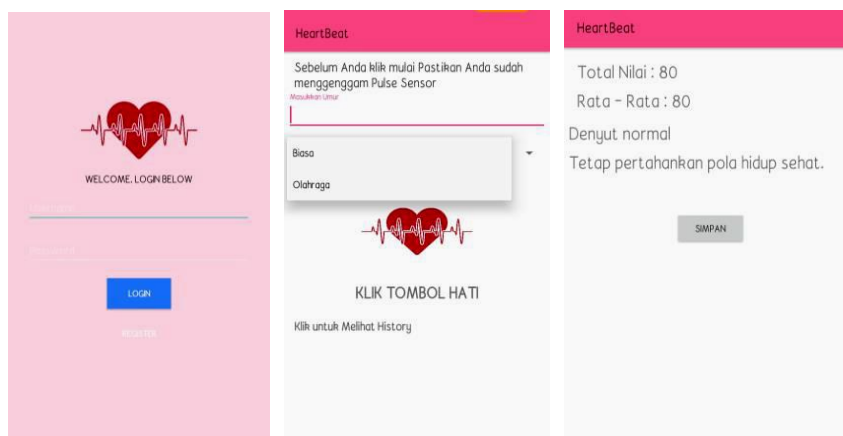 WELCOME, LOGIN BELOW
Username
Password
LOGIN
REGISTER
HeartBeat
Sebelum Anda klik mulai Pastikan Anda sudah
menggenggam Pulse Sensor
Masukkan Umur
Biasa
Olahraga
KLIK TOMBOL HATI
Klik untuk Melihat History
HeartBeat
Total Nilai : 80
Rata - Rata : 80
Denyut normal
Tetap pertahankan pola hidup sehat.
SIMPAN